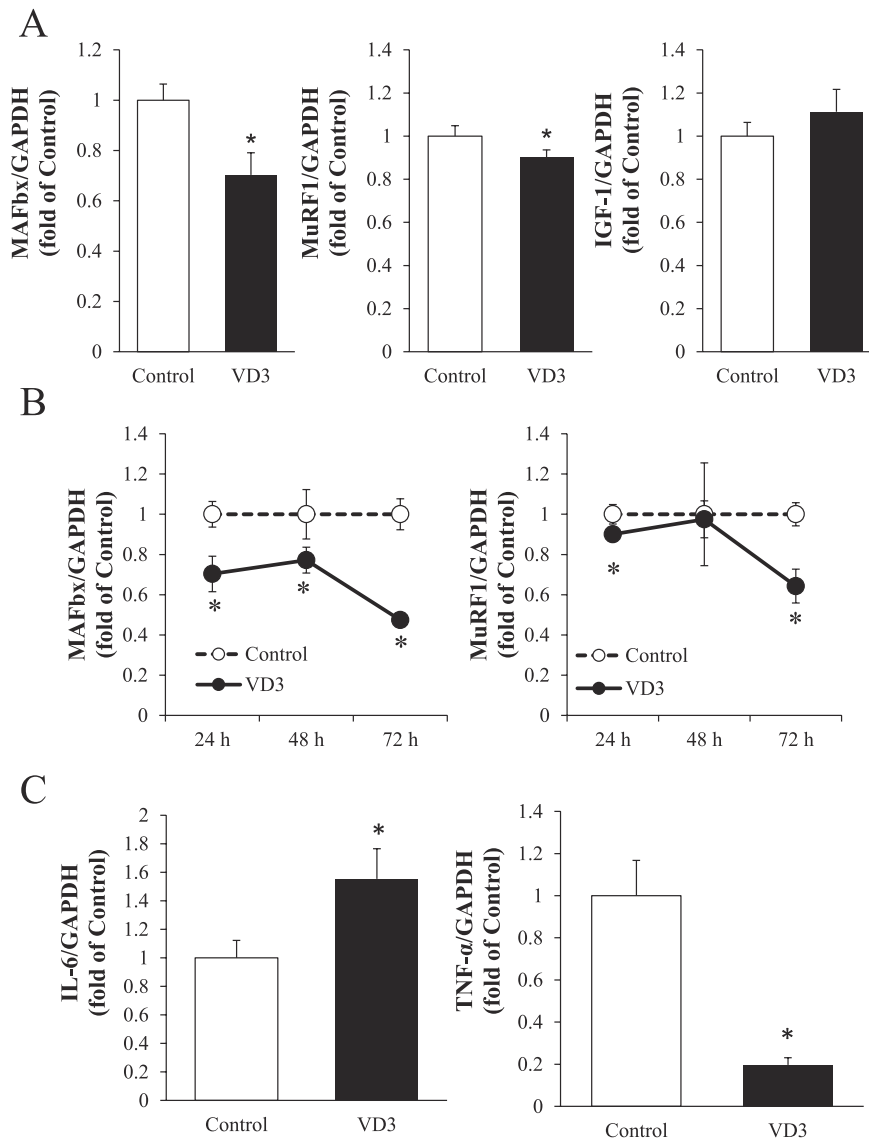 A
MAFbx/GAPDH
(fold of Control)
1.2
1
0.8
0.6
0.4
0.2
0
*
Control VD3
MuRF1/GAPDH
(fold of Control)
1.4
1.2
1
0.8
0.6
0.4
0.2
0
*
Control VD3
IGF-1/GAPDH
(fold of Control)
1.4
1.2
1
0.8
0.6
0.4
0.2
0
Control VD3
B
MAFbx/GAPDH
(fold of Control)
1.4
1.2
1
0.8
0.6
0.4
0.2
0
* * *
Control
VD3
24 h 48 h 72 h
MuRF1/GAPDH
(fold of Control)
1.4
1.2
1
0.8
0.6
0.4
0.2
0
* *
Control
VD3
24 h 48 h 72 h
C
IL-6/GAPDH
(fold of Control)
2
1.8
1.6
1.4
1.2
1
0.8
0.6
0.4
0.2
0
*
Control VD3
TNF-α/GAPDH
(fold of Control)
1.4
1.2
1
0.8
0.6
0.4
0.2
0
*
Control VD3